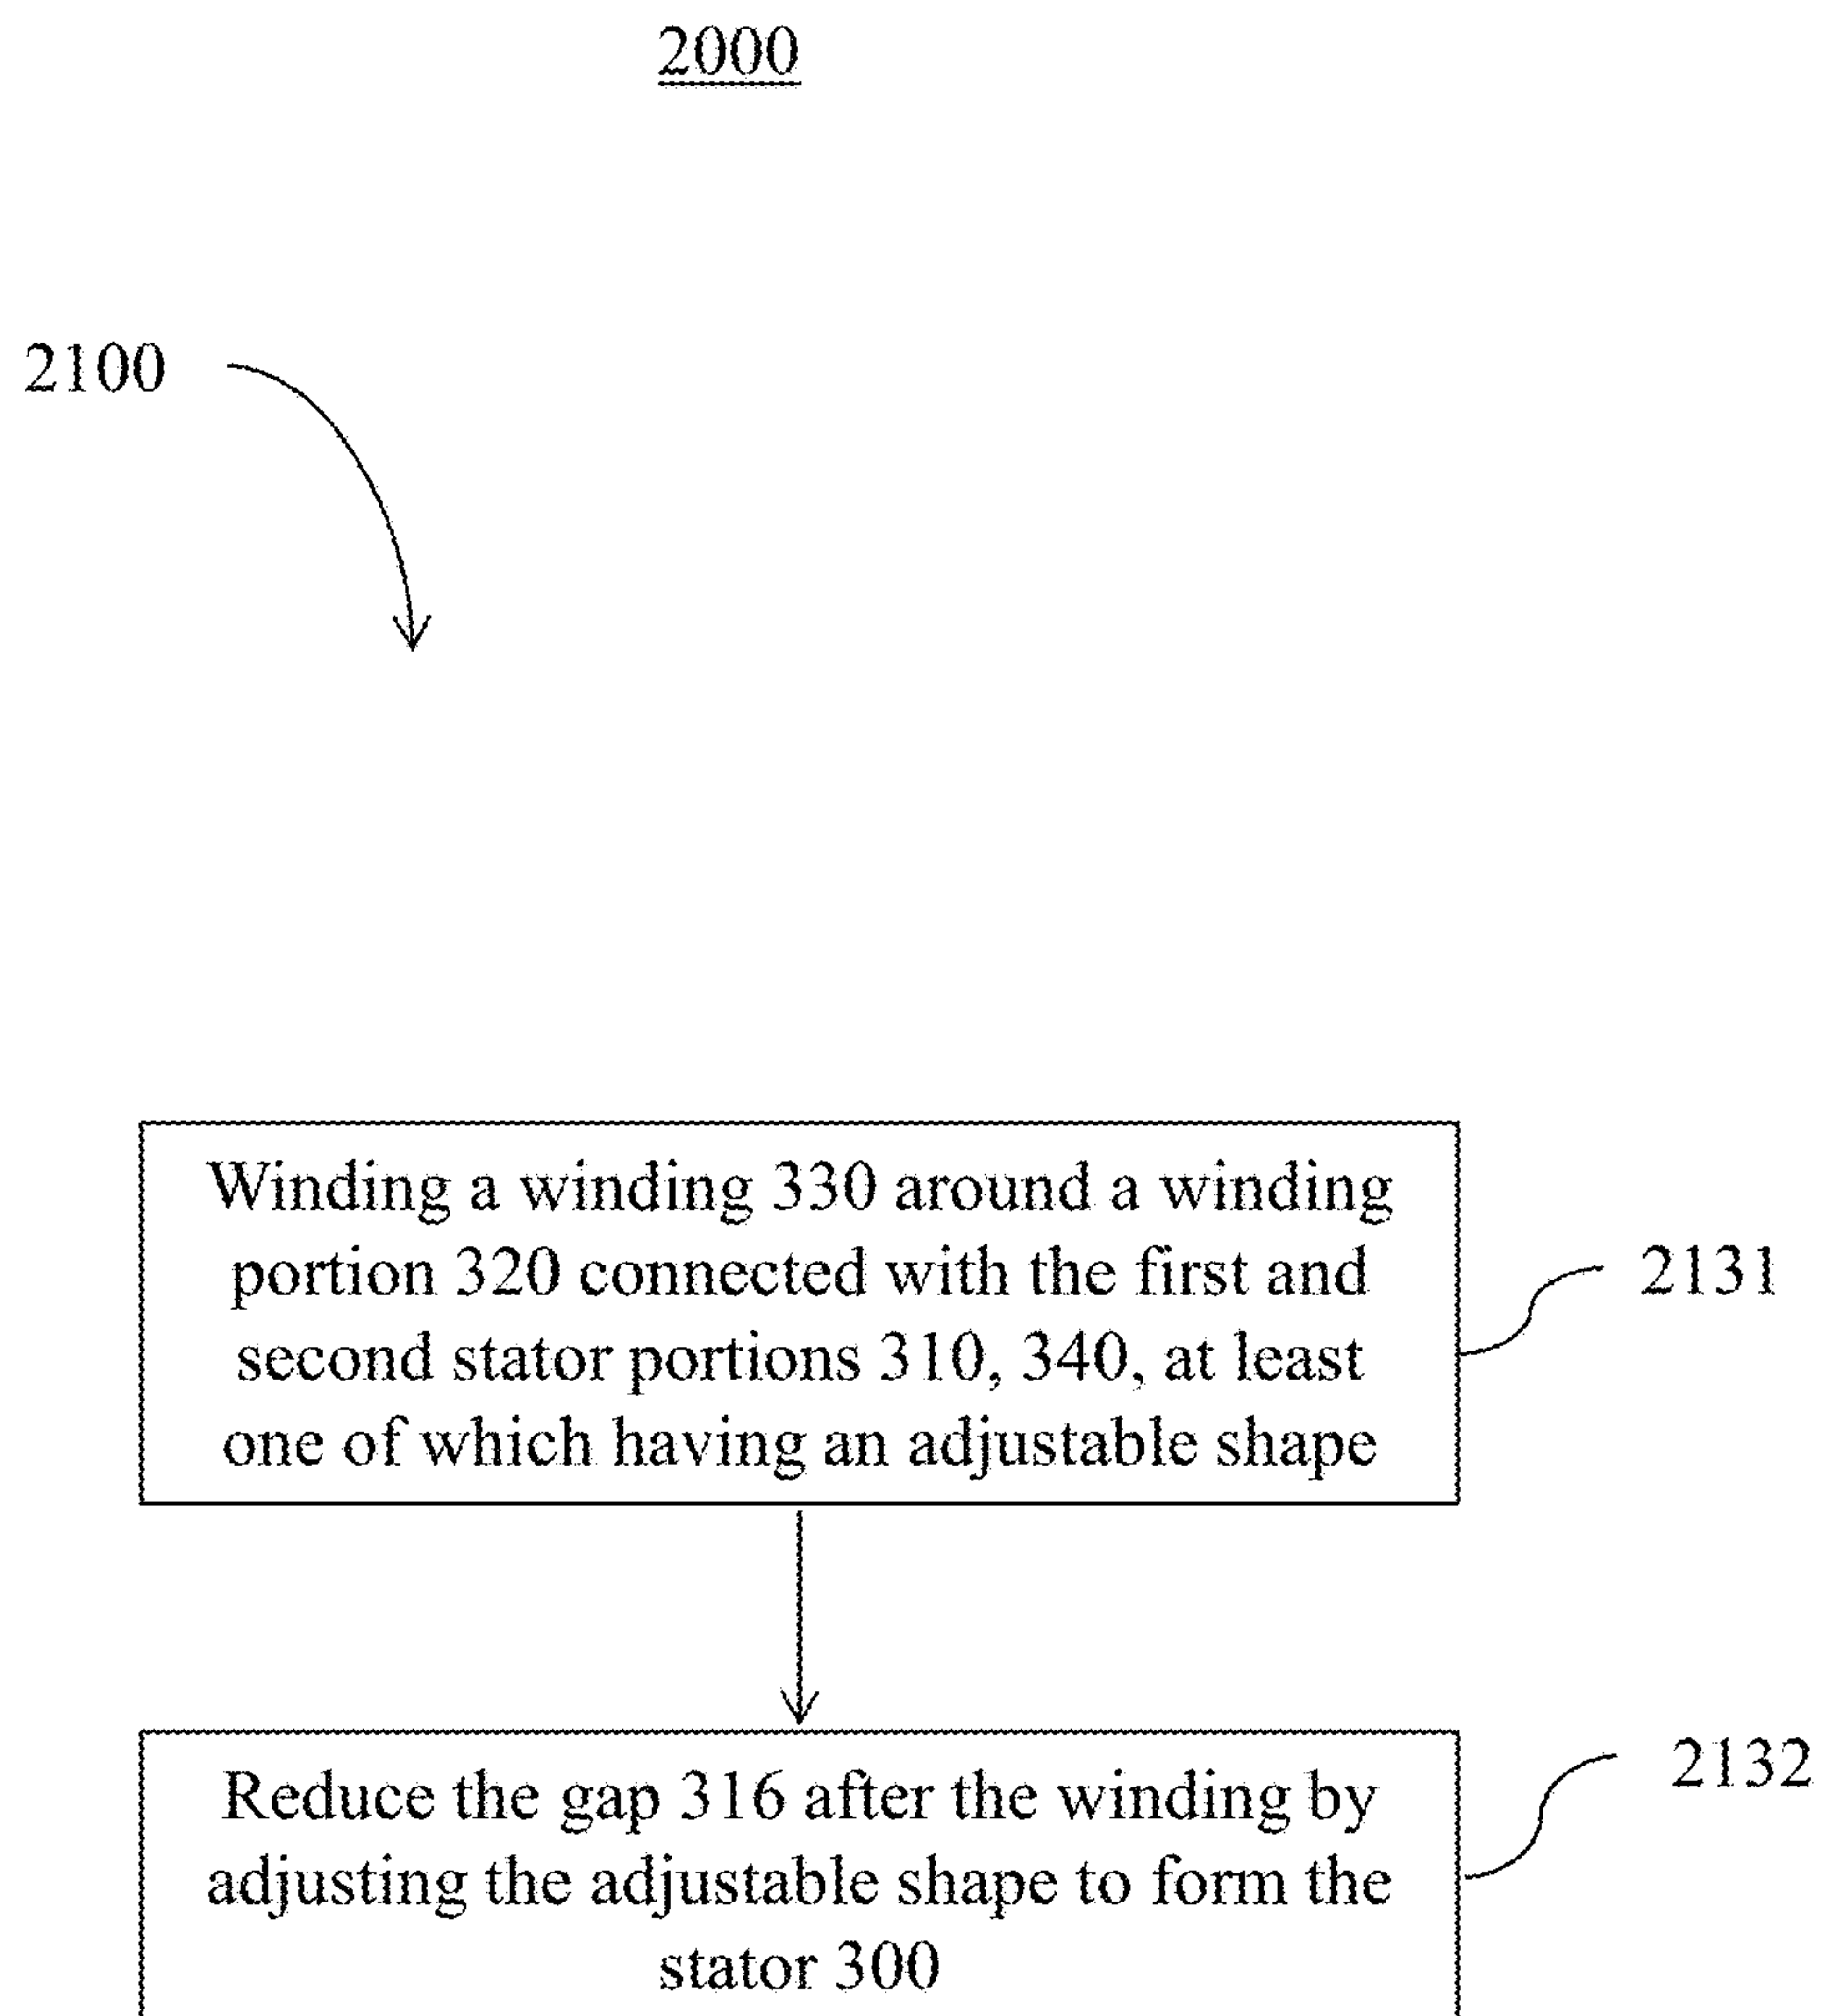 2000
2100
Winding a winding 330 around a winding
portion 320 connected with the first and
second stator portions 310, 340, at least
one of which having an adjustable shape
2131
Reduce the gap 316 after the winding by
adjusting the adjustable shape to form the
stator 300
2132